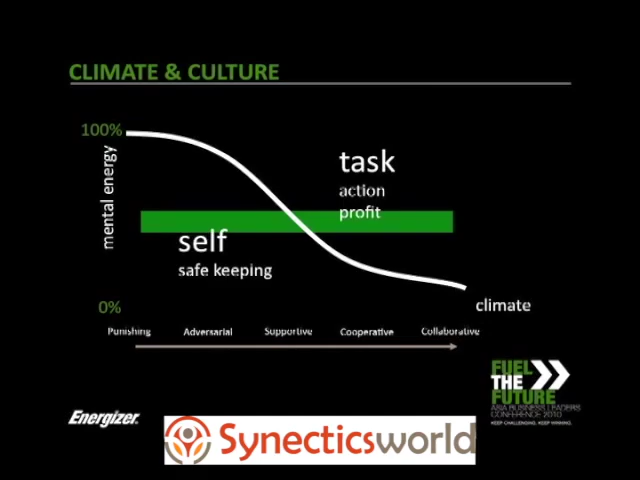 CLIMATE & CULTURE
100%
mental energy
task
action
profit
self
safe keeping
0%
climate
Punishing Adversarial Supportive Cooperative Collaborative
FUEL
THE
FUTURE
ASIA BUSINESS LEADERS
CONFERENCE 2010
KEEP CHALLENGING. KEEP WINNING.
Energizer.
Synecticsworld